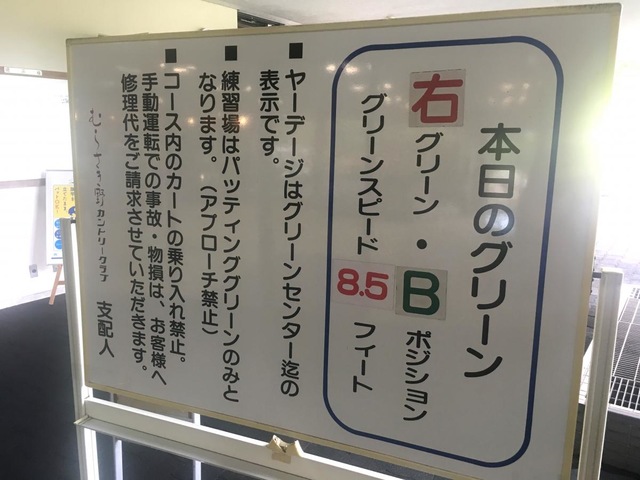 本日のグリーン
右グリーン・Bポジション
グリーンスピード8.5フィート
■ヤーデージはグリーンセンター迄の
表示です。
■練習場はパッティンググリーンのみと
なります。（アプローチ禁止）
■コース内のカートの乗り入れ禁止。
手動運転での事故・物損は、お客様へ
修理代をご請求させていただきます。
むらさき野カントリークラブ 支配人